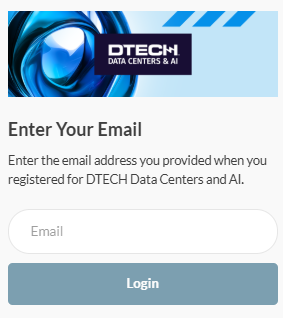 DTECH
DATA CENTERS & AI
Enter Your Email
Enter the email address you provided when you
registered for DTECH Data Centers and AI.
Email
Login